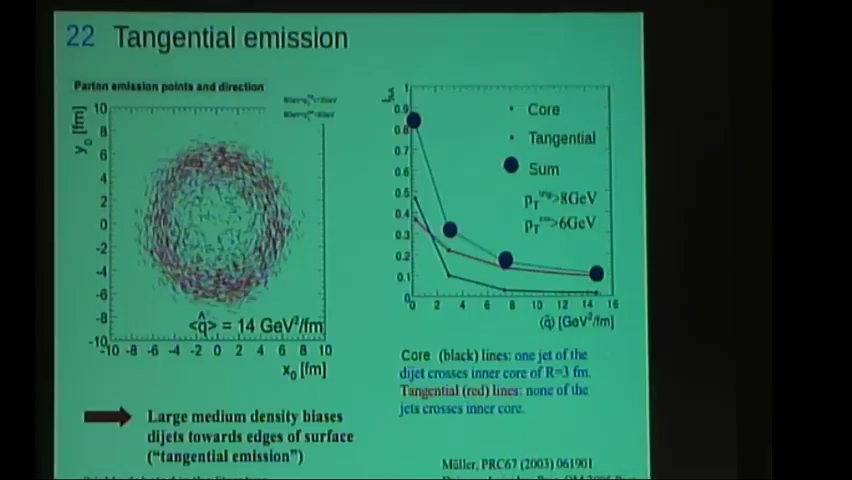 22 Tangential emission
Parton emission points and direction
y0 [fm]
10
8
6
4
2
0
-2
-4
-6
-8
-10
<q̂> = 14 GeV²/fm
-10 -8 -6 -4 -2 0 2 4 6 8 10
x0 [fm]
Large medium density biases
dijets towards edges of surface
("tangential emission")
IAA
1
0.9
0.8
0.7
0.6
0.5
0.4
0.3
0.2
0.1
0
Core
Tangential
Sum
pT >8GeV
pT >6GeV
0 2 4 6 8 10 12 14 16
⟨q̂⟩ [GeV²/fm]
Core (black) lines: one jet of the
dijet crosses inner core of R=3 fm.
Tangential (red) lines: none of the
jets crosses inner core.
Müller, PRC67 (2003) 061901